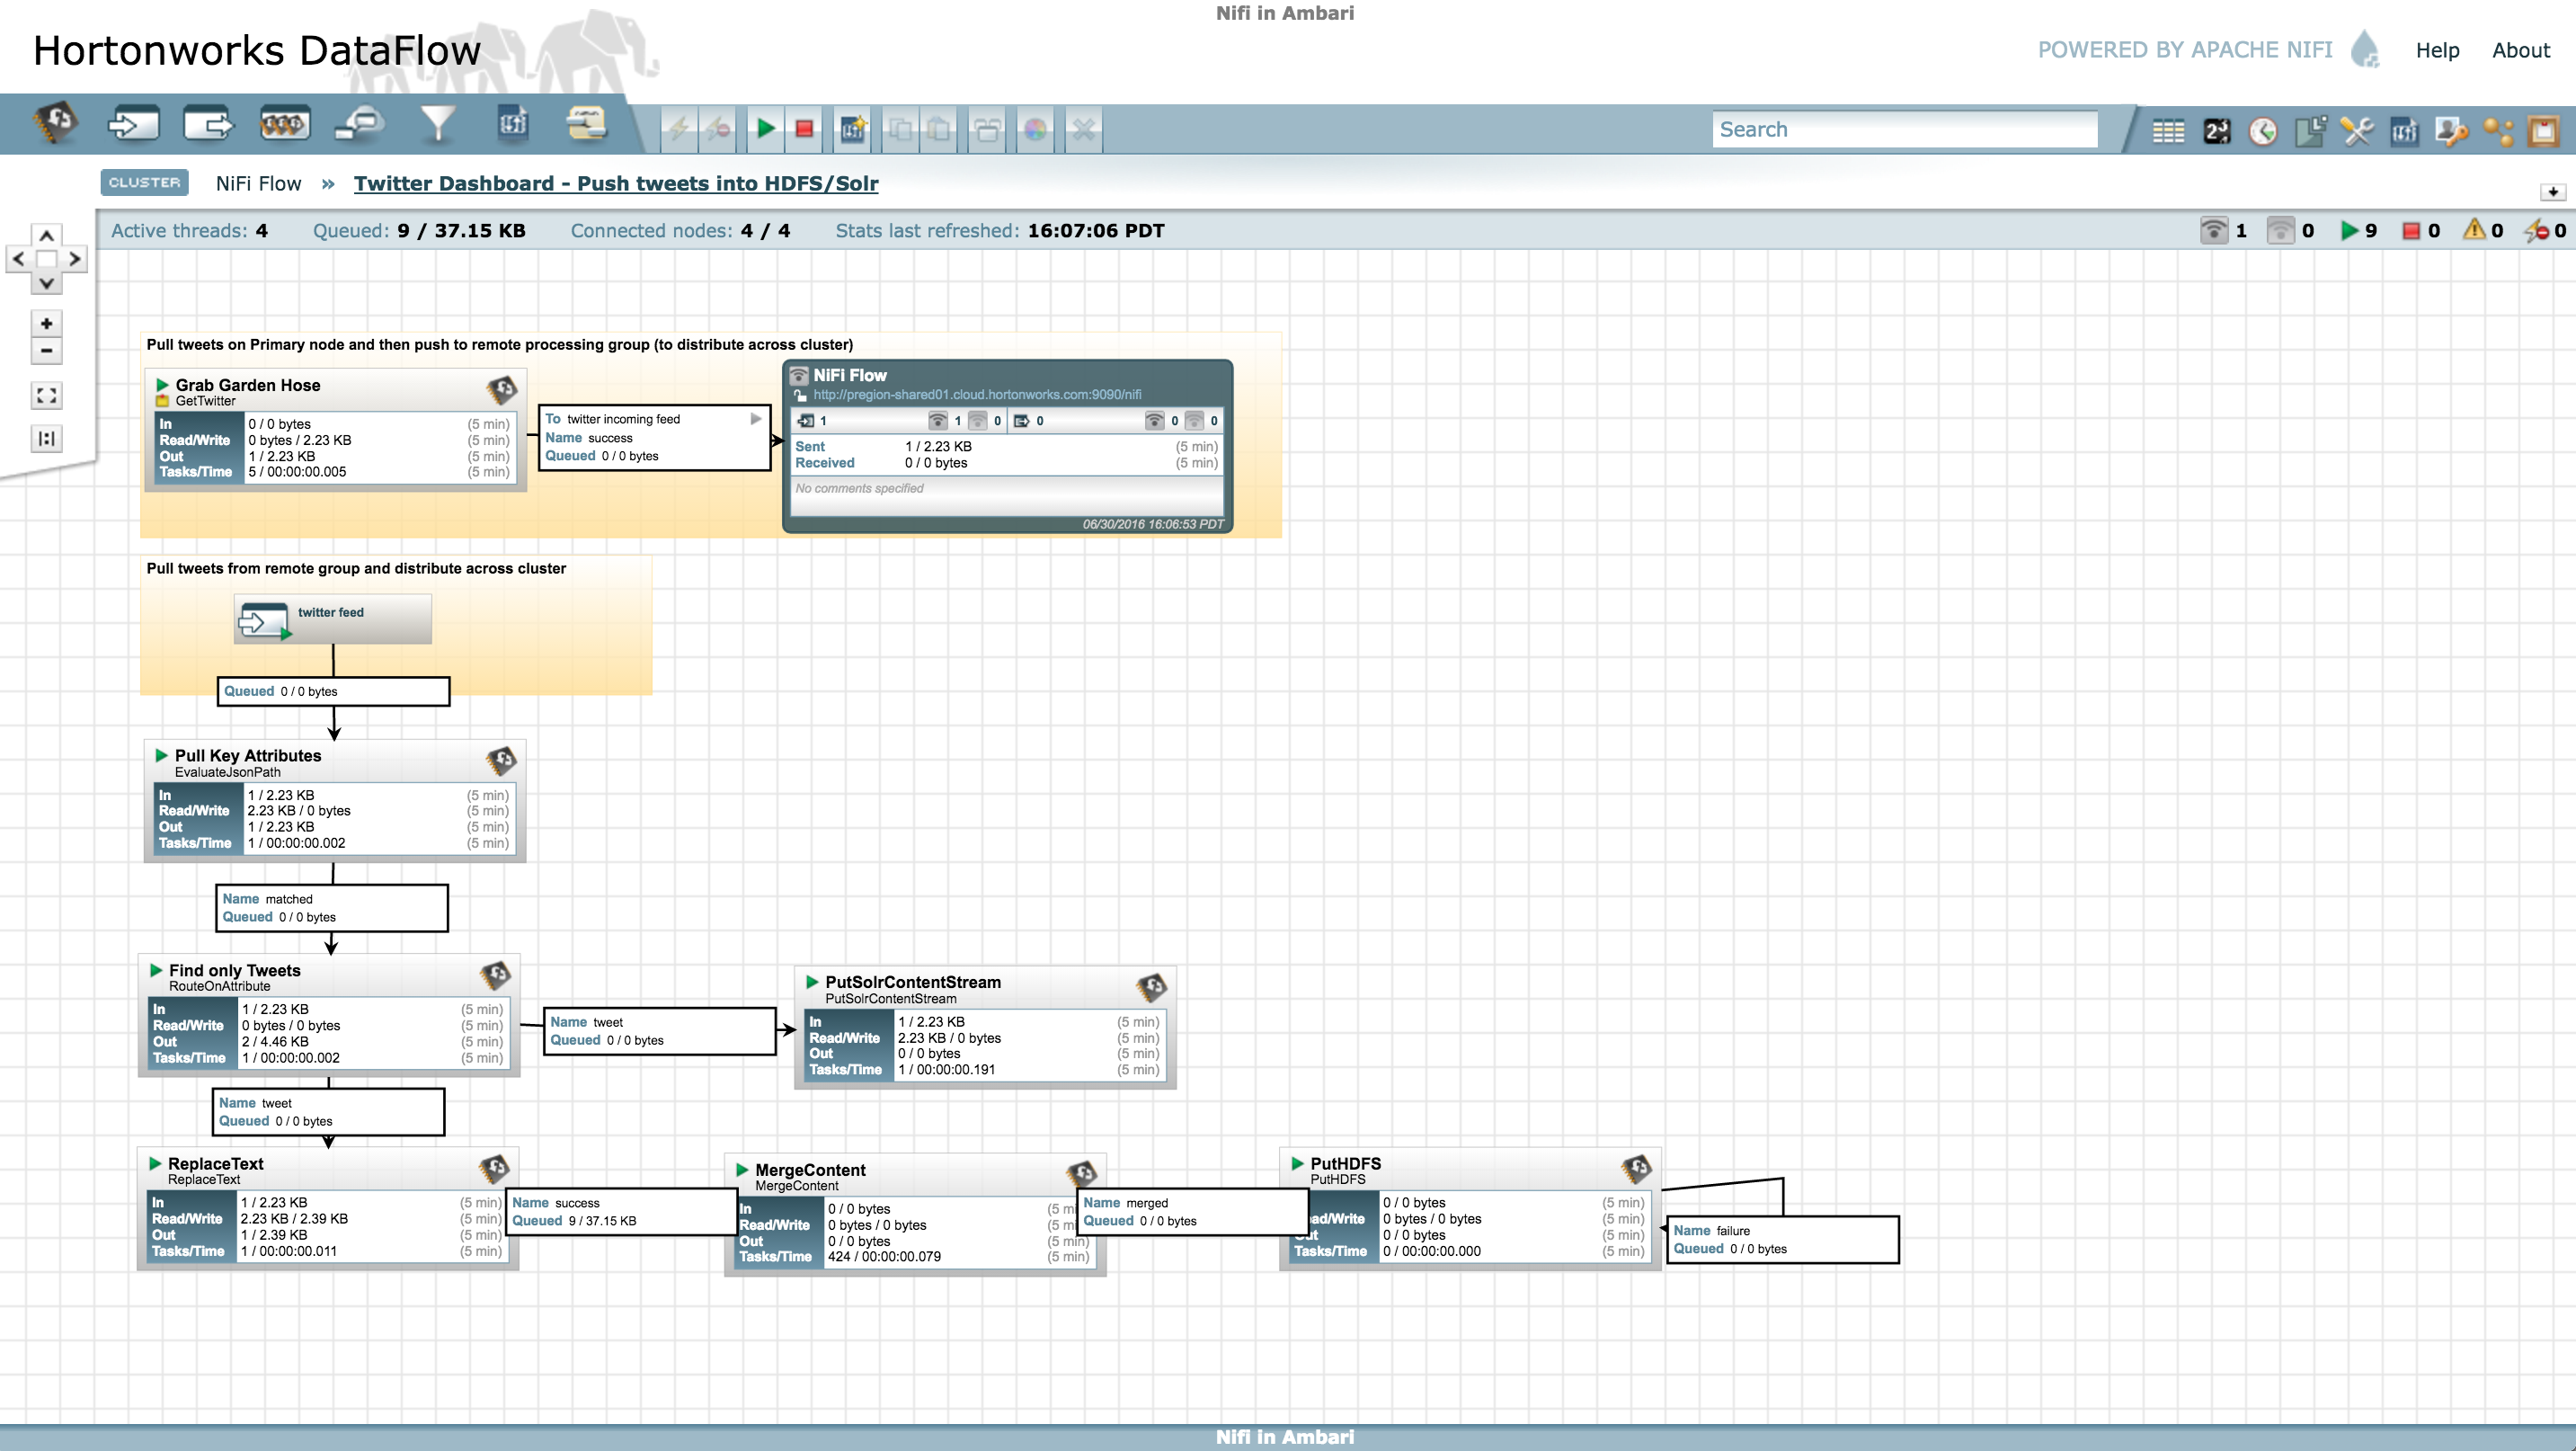 Nifi in Ambari
Hortonworks DataFlow
POWERED BY APACHE NIFI
Help
About
Search
CLUSTER
NiFi Flow » Twitter Dashboard - Push tweets into HDFS/Solr
Active threads: 4
Queued: 9 / 37.15 KB
Connected nodes: 4 / 4
Stats last refreshed: 16:07:06 PDT
1
0
9
0
0
0
Pull tweets on Primary node and then push to remote processing group (to distribute across cluster)
Grab Garden Hose
GetTwitter
In 0 / 0 bytes (5 min)
Read/Write 0 bytes / 2.23 KB (5 min)
Out 1 / 2.23 KB (5 min)
Tasks/Time 5 / 00:00:00.005 (5 min)
To twitter incoming feed
Name success
Queued 0 / 0 bytes
NiFi Flow
http://pregion-shared01.cloud.hortonworks.com:9090/nifi
1 1 0 0 0 0
Sent 1 / 2.23 KB (5 min)
Received 0 / 0 bytes (5 min)
No comments specified
06/30/2016 16:06:53 PDT
Pull tweets from remote group and distribute across cluster
twitter feed
Queued 0 / 0 bytes
Pull Key Attributes
EvaluateJsonPath
In 1 / 2.23 KB (5 min)
Read/Write 2.23 KB / 0 bytes (5 min)
Out 1 / 2.23 KB (5 min)
Tasks/Time 1 / 00:00:00.002 (5 min)
Name matched
Queued 0 / 0 bytes
Find only Tweets
RouteOnAttribute
In 1 / 2.23 KB (5 min)
Read/Write 0 bytes / 0 bytes (5 min)
Out 2 / 4.46 KB (5 min)
Tasks/Time 1 / 00:00:00.002 (5 min)
Name tweet
Queued 0 / 0 bytes
PutSolrContentStream
PutSolrContentStream
In 1 / 2.23 KB (5 min)
Read/Write 2.23 KB / 0 bytes (5 min)
Out 0 / 0 bytes (5 min)
Tasks/Time 1 / 00:00:00.191 (5 min)
Name tweet
Queued 0 / 0 bytes
ReplaceText
ReplaceText
In 1 / 2.23 KB (5 min)
Read/Write 2.23 KB / 2.39 KB (5 min)
Out 1 / 2.39 KB (5 min)
Tasks/Time 1 / 00:00:00.011 (5 min)
Name success
Queued 9 / 37.15 KB
MergeContent
MergeContent
In 0 / 0 bytes (5 m
Read/Write 0 bytes / 0 bytes (5 m
Out 0 / 0 bytes (5 min)
Tasks/Time 424 / 00:00:00.079 (5 min)
Name merged
Queued 0 / 0 bytes
PutHDFS
PutHDFS
0 / 0 bytes (5 min)
ad/Write 0 bytes / 0 bytes (5 min)
Out 0 / 0 bytes (5 min)
Tasks/Time 0 / 00:00:00.000 (5 min)
Name failure
Queued 0 / 0 bytes
Nifi in Ambari